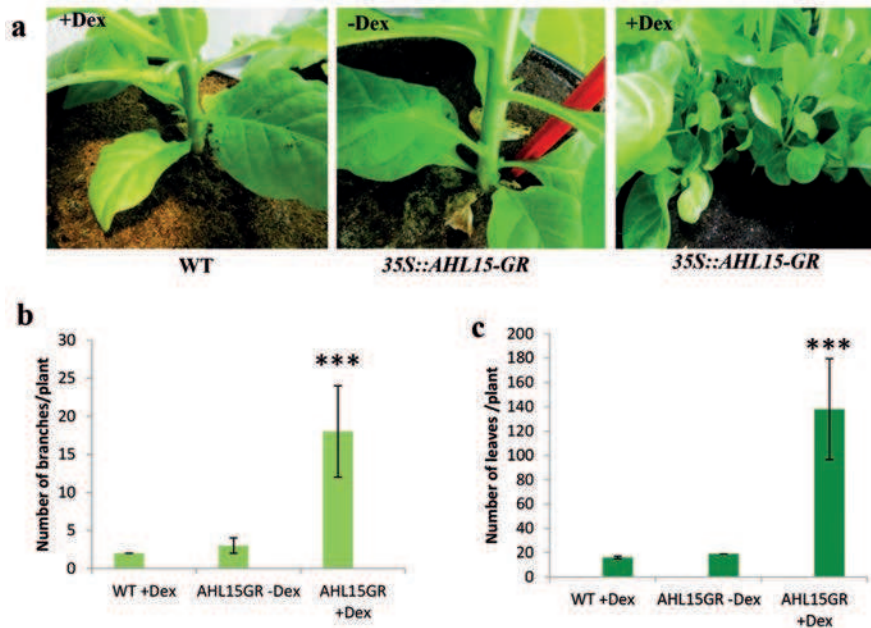 a
+Dex
-Dex
+Dex
WT
35S::AHL15-GR
35S::AHL15-GR
b
Number of branches/plant
30
25
20
15
10
5
0
***
WT +Dex
AHL15GR -Dex
AHL15GR
+Dex
c
Number of leaves /plant
200
180
160
140
120
100
80
60
40
20
0
***
WT +Dex
AHL15GR -Dex
AHL15GR
+Dex